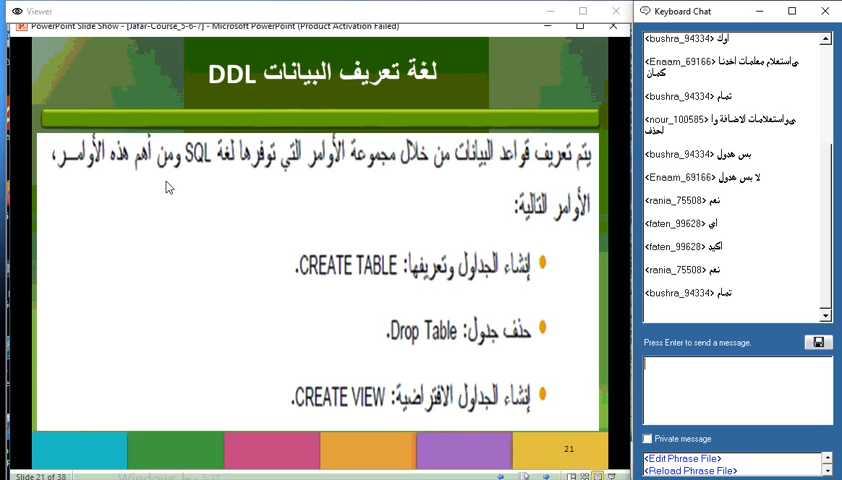 Viewer
PowerPoint Slide Show - [Jafar-Course_5-6-7] - Microsoft PowerPoint (Product Activation Failed)
لغة تعريف البيانات DDL
يتم تعريف قواعد البيانات من خلال مجموعة الأوامر التي توفرها لغة SQL ومن أهم هذه الأوامـر،
الأوامر التالية:
إنشاء الجداول وتعريفها: CREATE TABLE.
حذف جدول: Drop Table.
إنشاء الجداول الافتراضية: CREATE VIEW.
21
Slide 21 of 38
Keyboard Chat
<bushra_94334> اوك
<Enaam_69166> ىاستعلام معلمات اخدنا
كمان
<bushra_94334> تمام
<nour_100585> ىواستعلامات الاضافة وا
لحذف
<bushra_94334> بس هدول
<Enaam_69166> لا بس هدول
<rania_75508> نعم
<faten_99628> اي
<faten_99628> اكيد
<rania_75508> نعم
<bushra_94334> تمام
Press Enter to send a message.
Private message
<Edit Phrase File>
<Reload Phrase File>